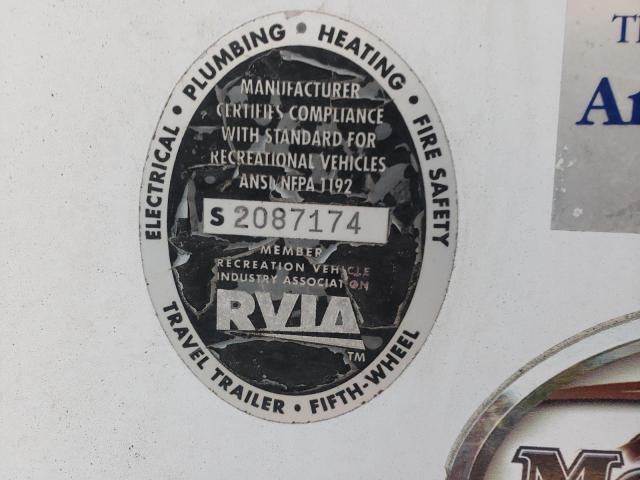 ELECTRICAL • PLUMBING • HEATING • FIRE SAFETY
MANUFACTURER
CERTIFIES COMPLIANCE
WITH STANDARD FOR
RECREATIONAL VEHICLES
ANSI/NFPA 1192
S 2087174
MEMBER
RECREATION VEHICLE
INDUSTRY ASSOCIATION
RVIA
TM
TRAVEL TRAILER • FIFTH-WHEEL